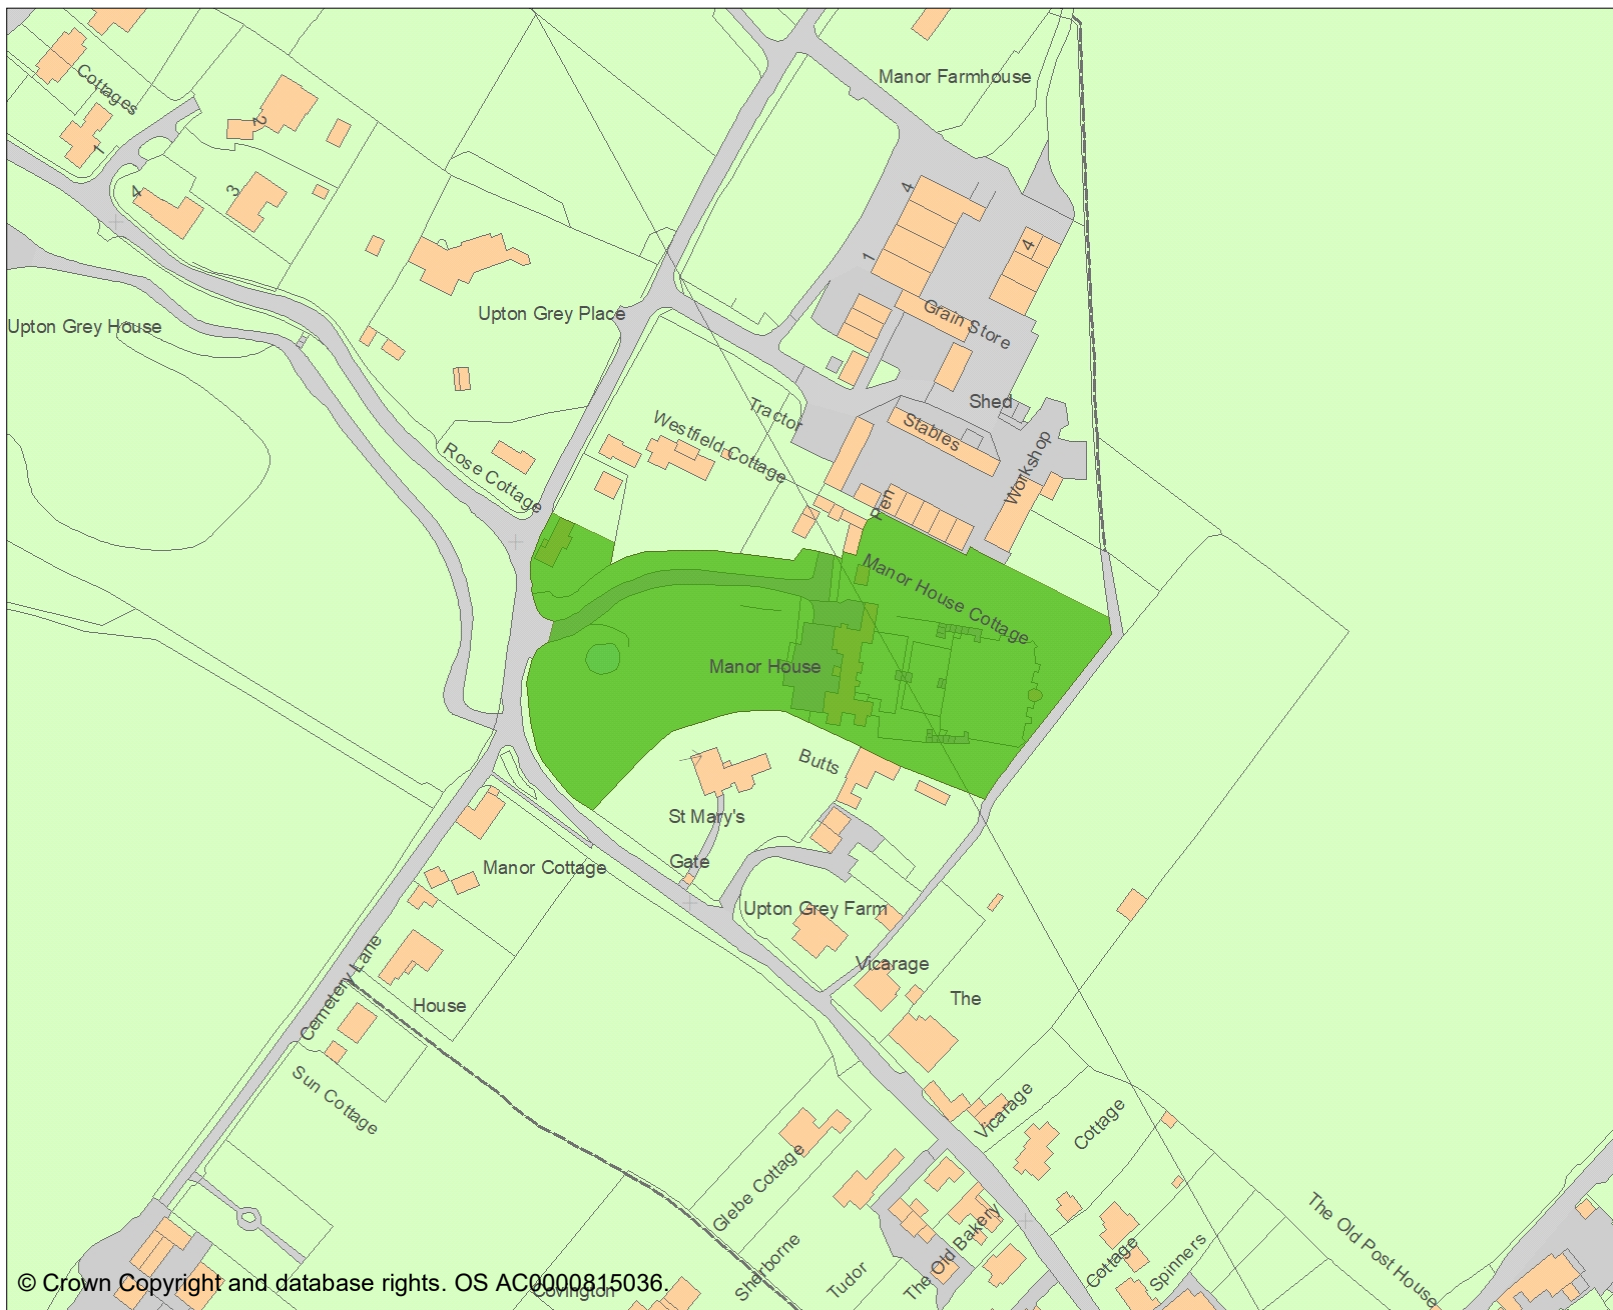 Manor Farmhouse
Cottages
2
1
3
4
4
4
1
Upton Grey Place
Upton Grey House
Grain Store
Shed
Tractor
Westfield Cottage
Stables
Workshop
Rose Cottage
Pen
Manor House Cottage
Manor House
Butts
St Mary's
Gate
Manor Cottage
Upton Grey Farm
Vicarage
The
House
Cemetery Lane
Sun Cottage
Vicarage
Cottage
Glebe Cottage
The Old Bakery
Sherborne
Tudor
Cottage
Spinners
The Old Post House
Covington
© Crown Copyright and database rights. OS AC0000815036.